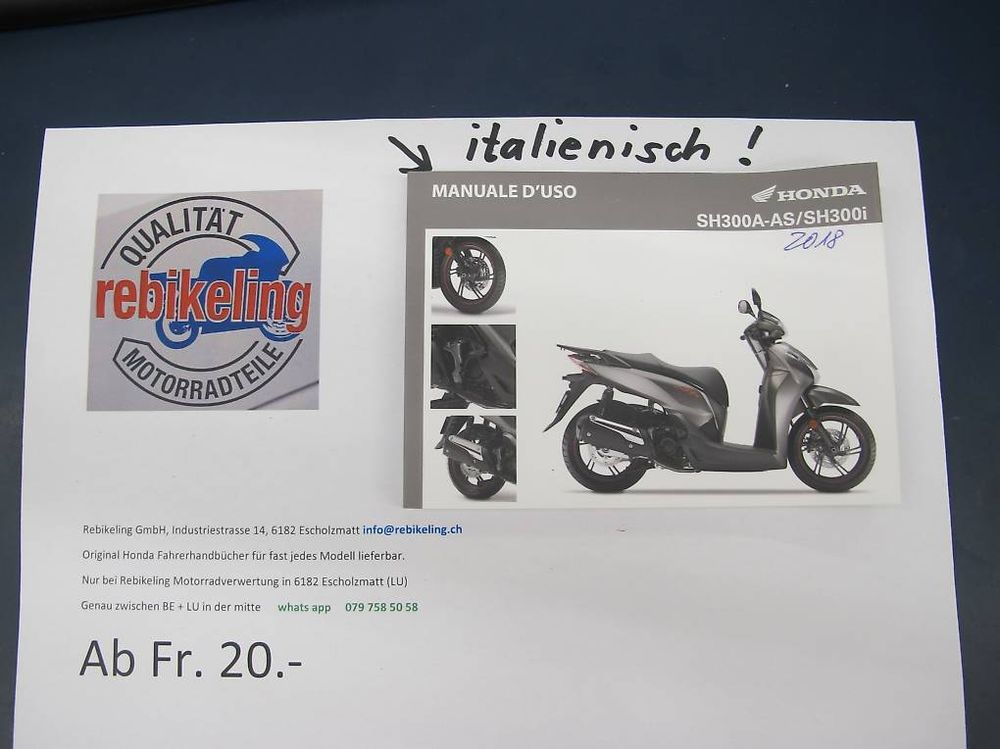 italienisch !
MANUALE D'USO
HONDA
SH300A-AS/SH300i
2018
QUALITÄT
rebikeling
MOTORRADTEILE
Rebikeling GmbH, Industriestrasse 14, 6182 Escholzmatt info@rebikeling.ch
Original Honda Fahrerhandbücher für fast jedes Modell lieferbar.
Nur bei Rebikeling Motorradverwertung in 6182 Escholzmatt (LU)
Genau zwischen BE + LU in der mitte whats app 079 758 50 58
Ab Fr. 20.-